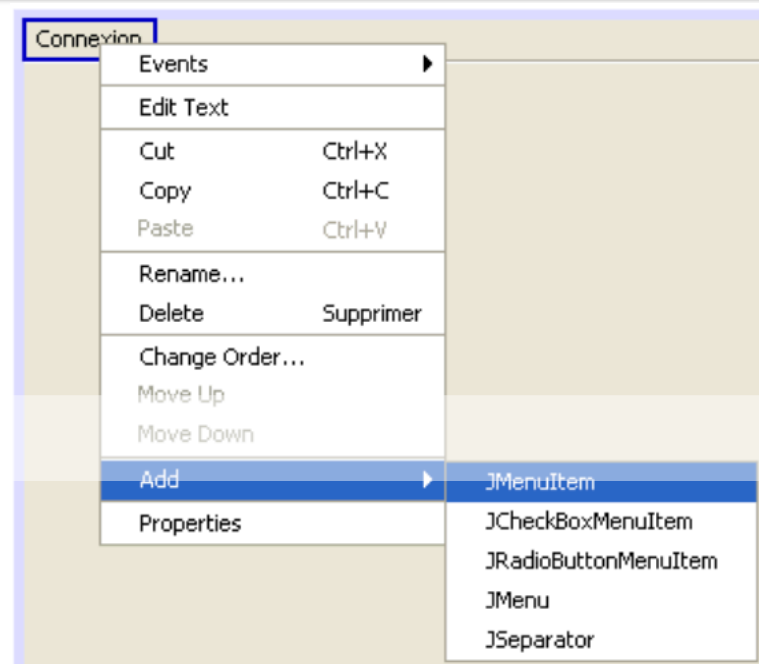 Connexion
Events
Edit Text
Cut Ctrl+X
Copy Ctrl+C
Paste Ctrl+V
Rename...
Delete Supprimer
Change Order...
Move Up
Move Down
Add
Properties
JMenuItem
JCheckBoxMenuItem
JRadioButtonMenuItem
JMenu
JSeparator